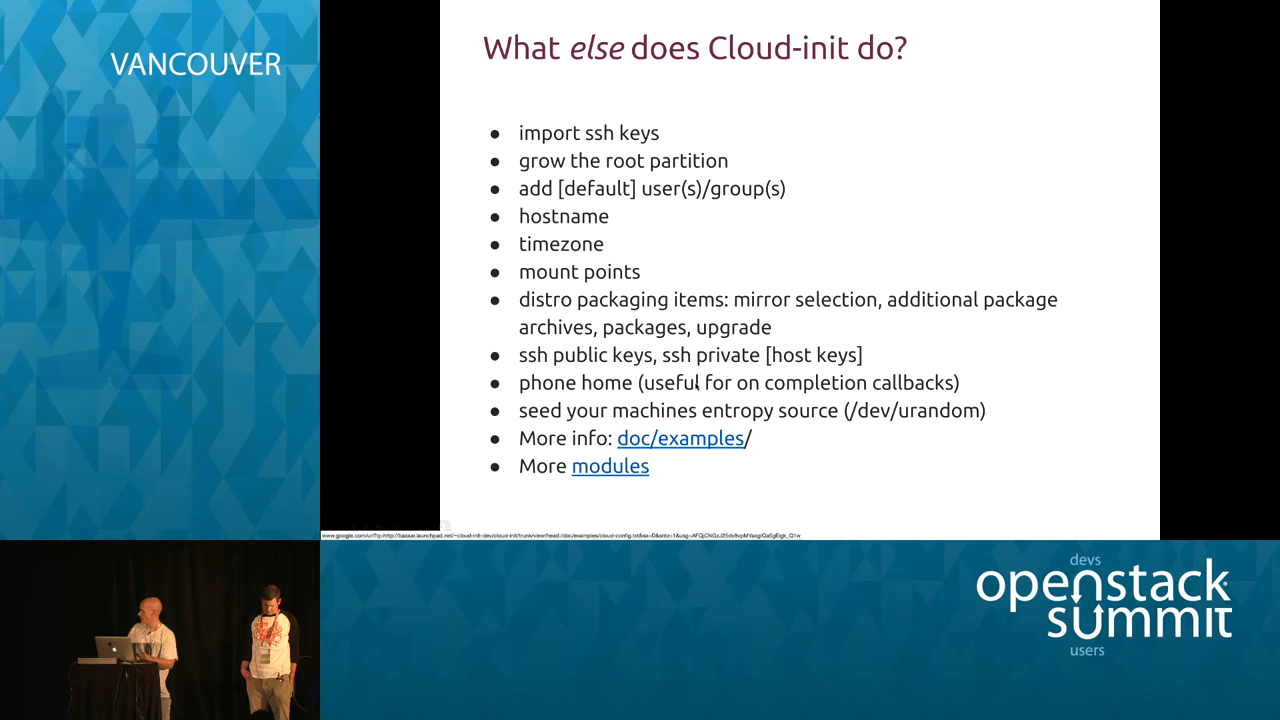 VANCOUVER
What else does Cloud-init do?
● import ssh keys
● grow the root partition
● add [default] user(s)/group(s)
● hostname
● timezone
● mount points
● distro packaging items: mirror selection, additional package
archives, packages, upgrade
● ssh public keys, ssh private [host keys]
● phone home (useful for on completion callbacks)
● seed your machines entropy source (/dev/urandom)
● More info: doc/examples/
● More modules
devs
openstack
summit
users